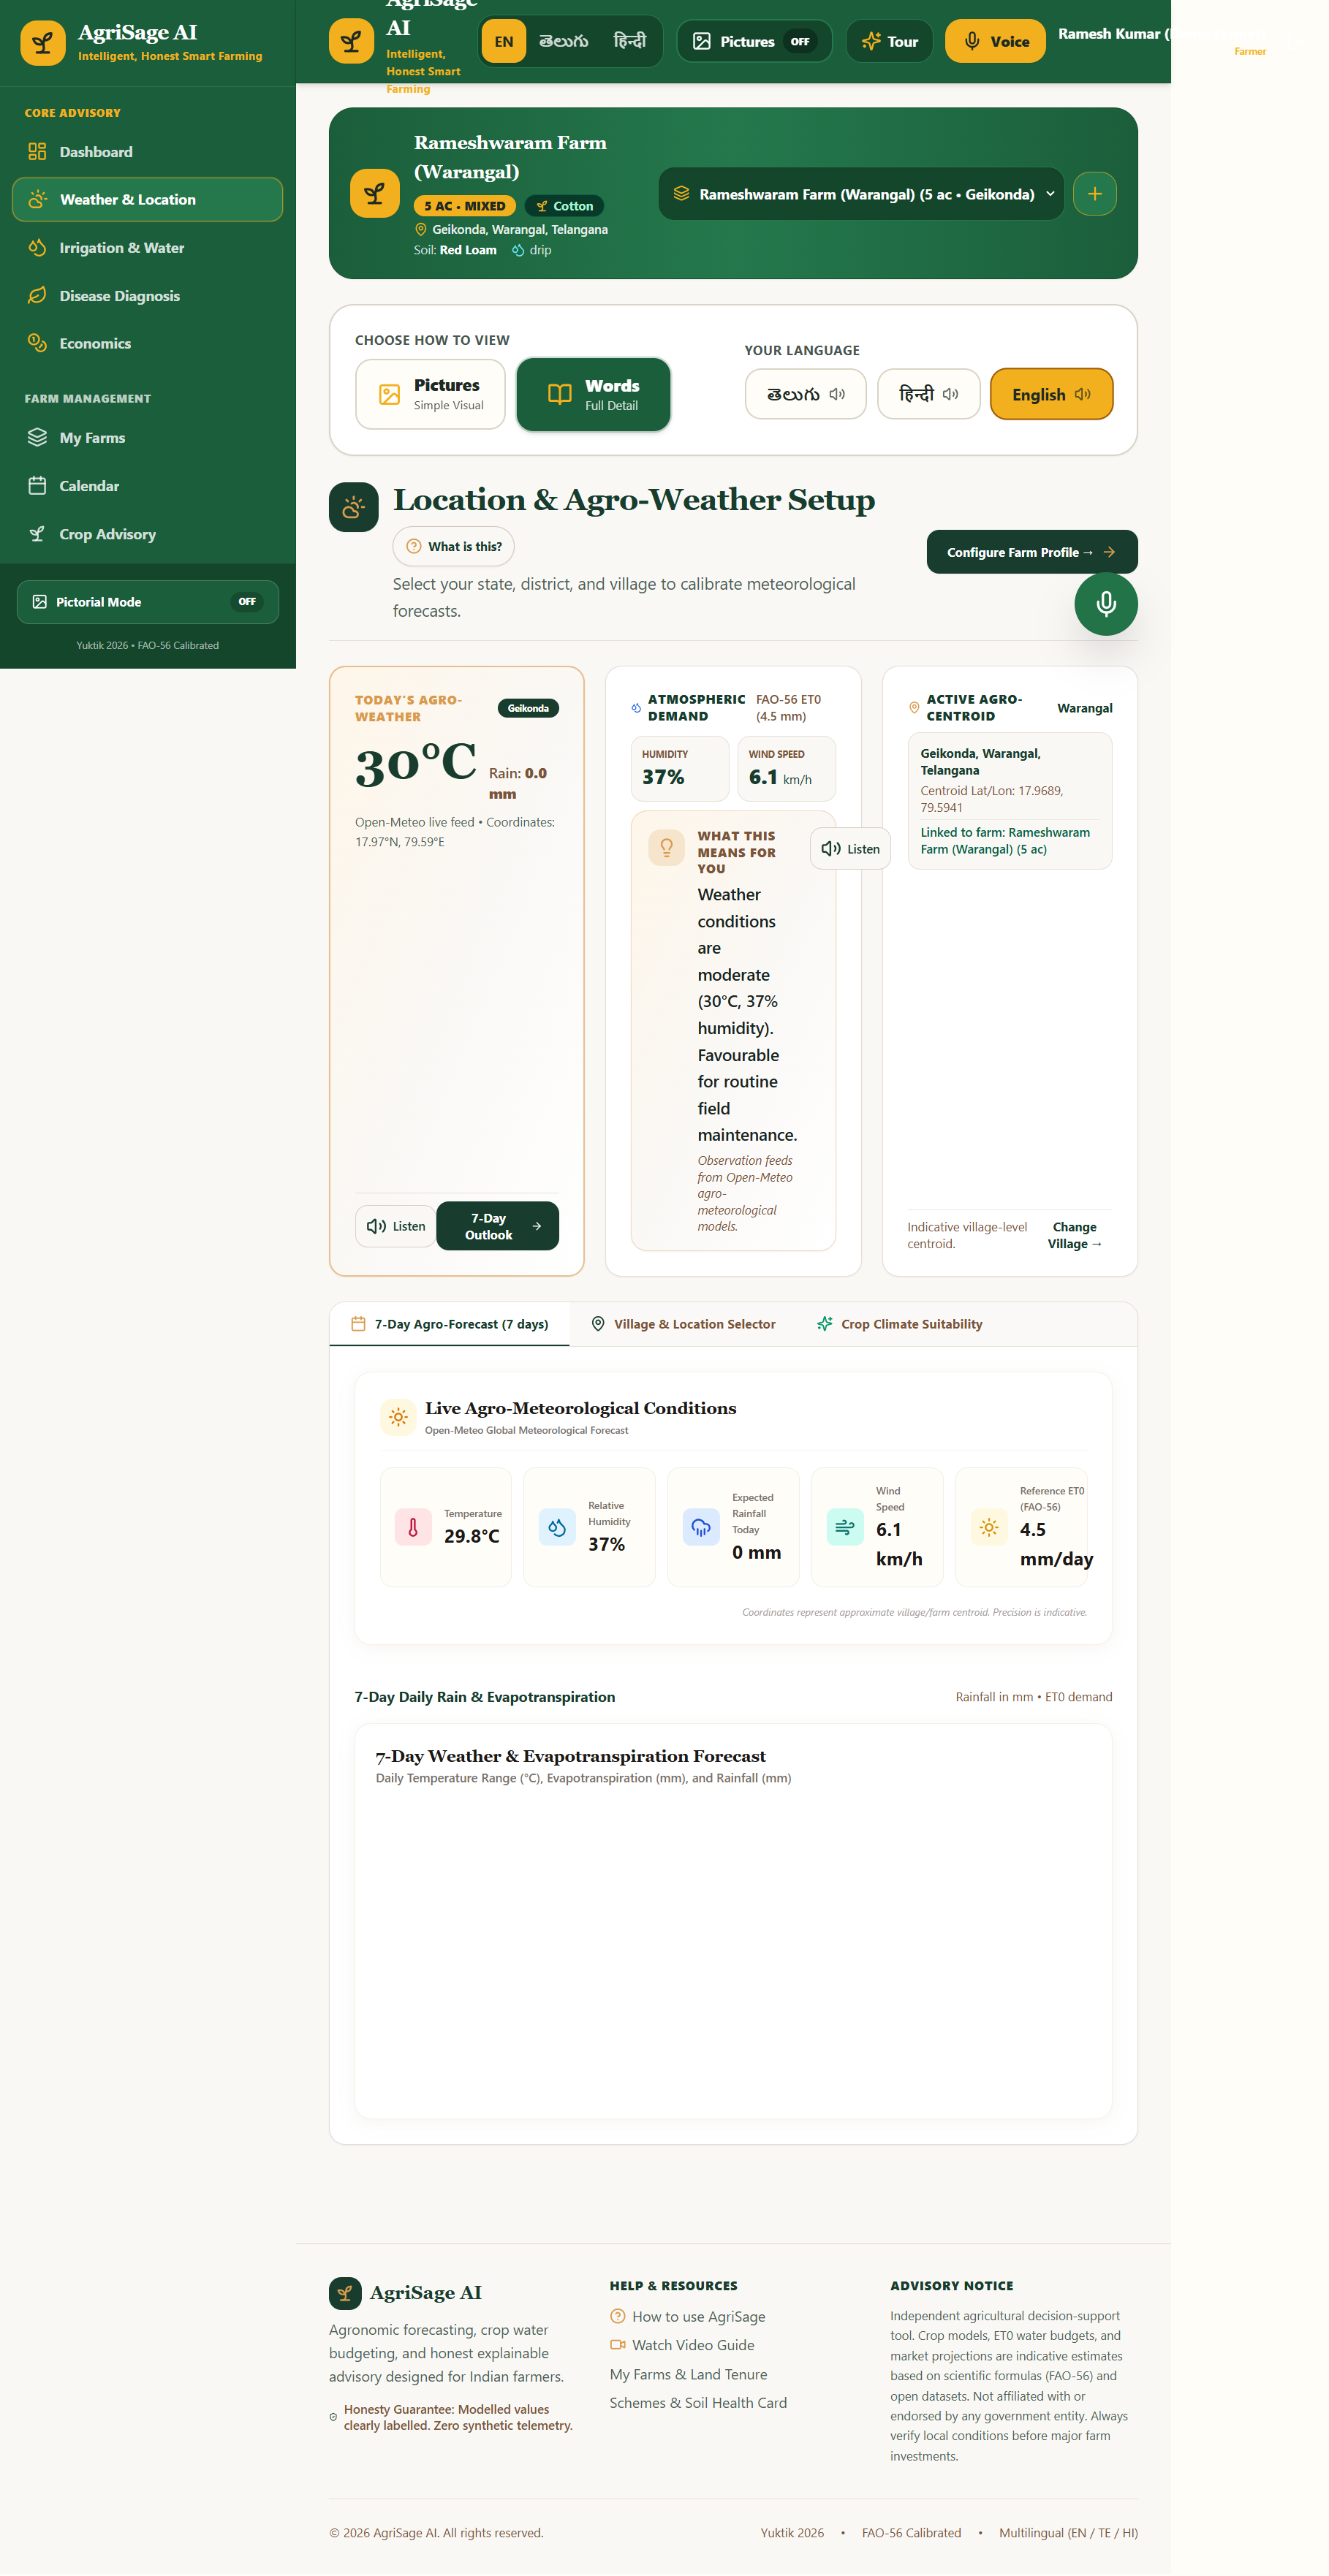 AgriSage AI
Intelligent, Honest Smart Farming
CORE ADVISORY
Dashboard
Weather & Location
Irrigation & Water
Disease Diagnosis
Economics
FARM MANAGEMENT
My Farms
Calendar
Crop Advisory
Pictorial Mode OFF
Yuktik 2026 • FAO-56 Calibrated
AgriSage
AI
Intelligent,
Honest Smart
Farming
EN తెలుగు हिन्दी
Pictures OFF
Tour
Voice
Ramesh Kumar (
Farmer
Rameshwaram Farm
(Warangal)
5 AC • MIXED Cotton
Geikonda, Warangal, Telangana
Soil: Red Loam drip
Rameshwaram Farm (Warangal) (5 ac • Geikonda)
CHOOSE HOW TO VIEW
Pictures
Simple Visual
Words
Full Detail
YOUR LANGUAGE
తెలుగు
हिन्दी
English
Location & Agro-Weather Setup
What is this?
Select your state, district, and village to calibrate meteorological
forecasts.
Configure Farm Profile →
TODAY'S AGRO-
WEATHER
Geikonda
30°C
Rain: 0.0
mm
Open-Meteo live feed • Coordinates:
17.97°N, 79.59°E
Listen
7-Day
Outlook
ATMOSPHERIC
DEMAND
FAO-56 ET0
(4.5 mm)
HUMIDITY
37%
WIND SPEED
6.1 km/h
WHAT THIS
MEANS FOR
YOU
Listen
Weather
conditions
are
moderate
(30°C, 37%
humidity).
Favourable
for routine
field
maintenance.
Observation feeds
from Open-Meteo
agro-
meteorological
models.
ACTIVE AGRO-
CENTROID
Warangal
Geikonda, Warangal,
Telangana
Centroid Lat/Lon: 17.9689,
79.5941
Linked to farm: Rameshwaram
Farm (Warangal) (5 ac)
Indicative village-level
centroid.
Change
Village →
7-Day Agro-Forecast (7 days)
Village & Location Selector
Crop Climate Suitability
Live Agro-Meteorological Conditions
Open-Meteo Global Meteorological Forecast
Temperature
29.8°C
Relative
Humidity
37%
Expected
Rainfall
Today
0 mm
Wind
Speed
6.1
km/h
Reference ET0
(FAO-56)
4.5
mm/day
Coordinates represent approximate village/farm centroid. Precision is indicative.
7-Day Daily Rain & Evapotranspiration
Rainfall in mm • ET0 demand
7-Day Weather & Evapotranspiration Forecast
Daily Temperature Range (°C), Evapotranspiration (mm), and Rainfall (mm)
AgriSage AI
Agronomic forecasting, crop water
budgeting, and honest explainable
advisory designed for Indian farmers.
Honesty Guarantee: Modelled values
clearly labelled. Zero synthetic telemetry.
HELP & RESOURCES
How to use AgriSage
Watch Video Guide
My Farms & Land Tenure
Schemes & Soil Health Card
ADVISORY NOTICE
Independent agricultural decision-support
tool. Crop models, ET0 water budgets, and
market projections are indicative estimates
based on scientific formulas (FAO-56) and
open datasets. Not affiliated with or
endorsed by any government entity. Always
verify local conditions before major farm
investments.
© 2026 AgriSage AI. All rights reserved.
Yuktik 2026 • FAO-56 Calibrated • Multilingual (EN / TE / HI)